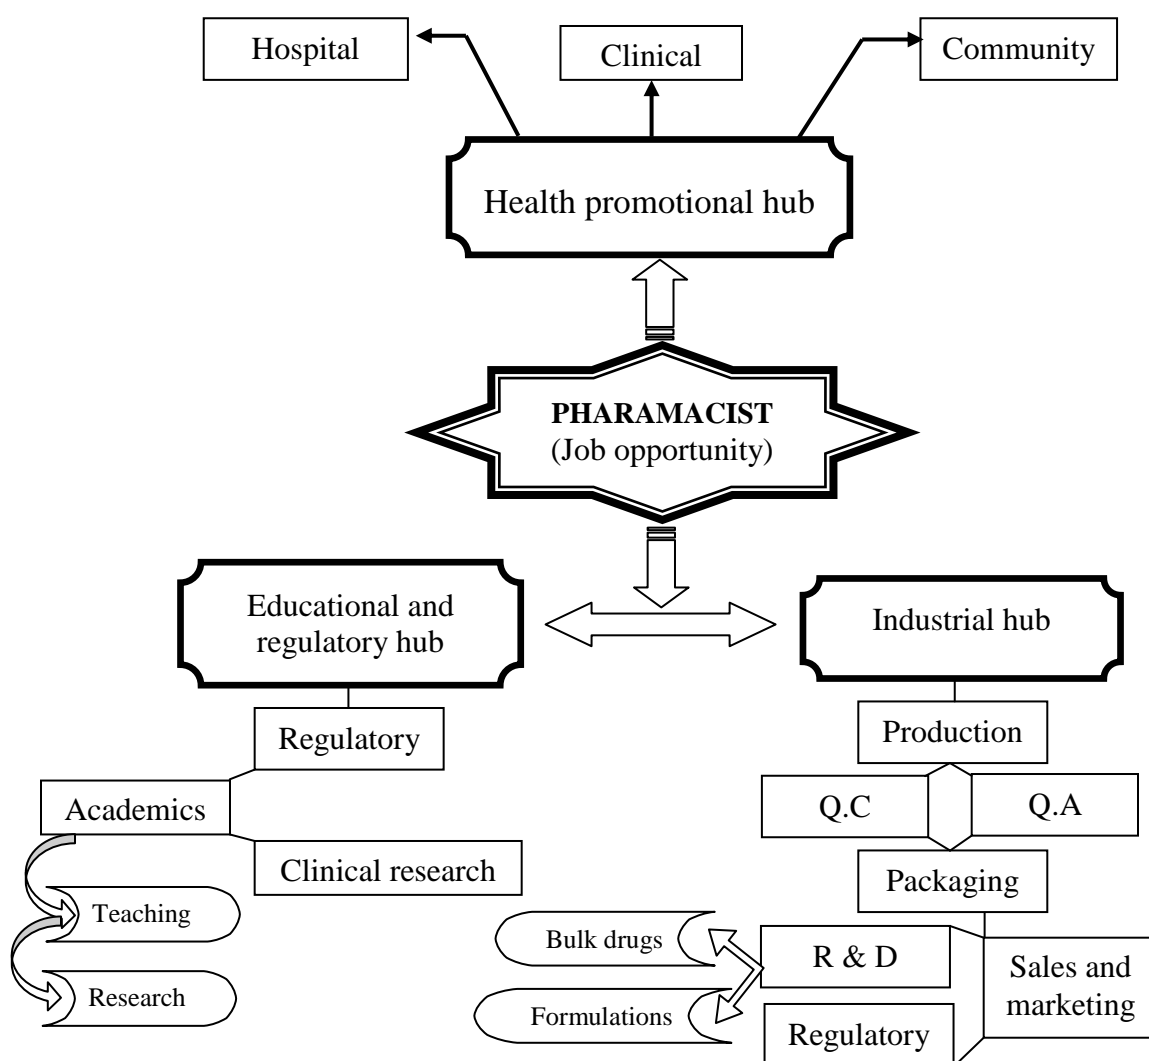 Hospital
Clinical
Community
Health promotional hub
PHARAMACIST
(Job opportunity)
Educational and
regulatory hub
Industrial hub
Regulatory
Production
Academics
Q.C
Q.A
Clinical research
Packaging
Teaching
Bulk drugs
R & D
Sales and
marketing
Research
Formulations
Regulatory